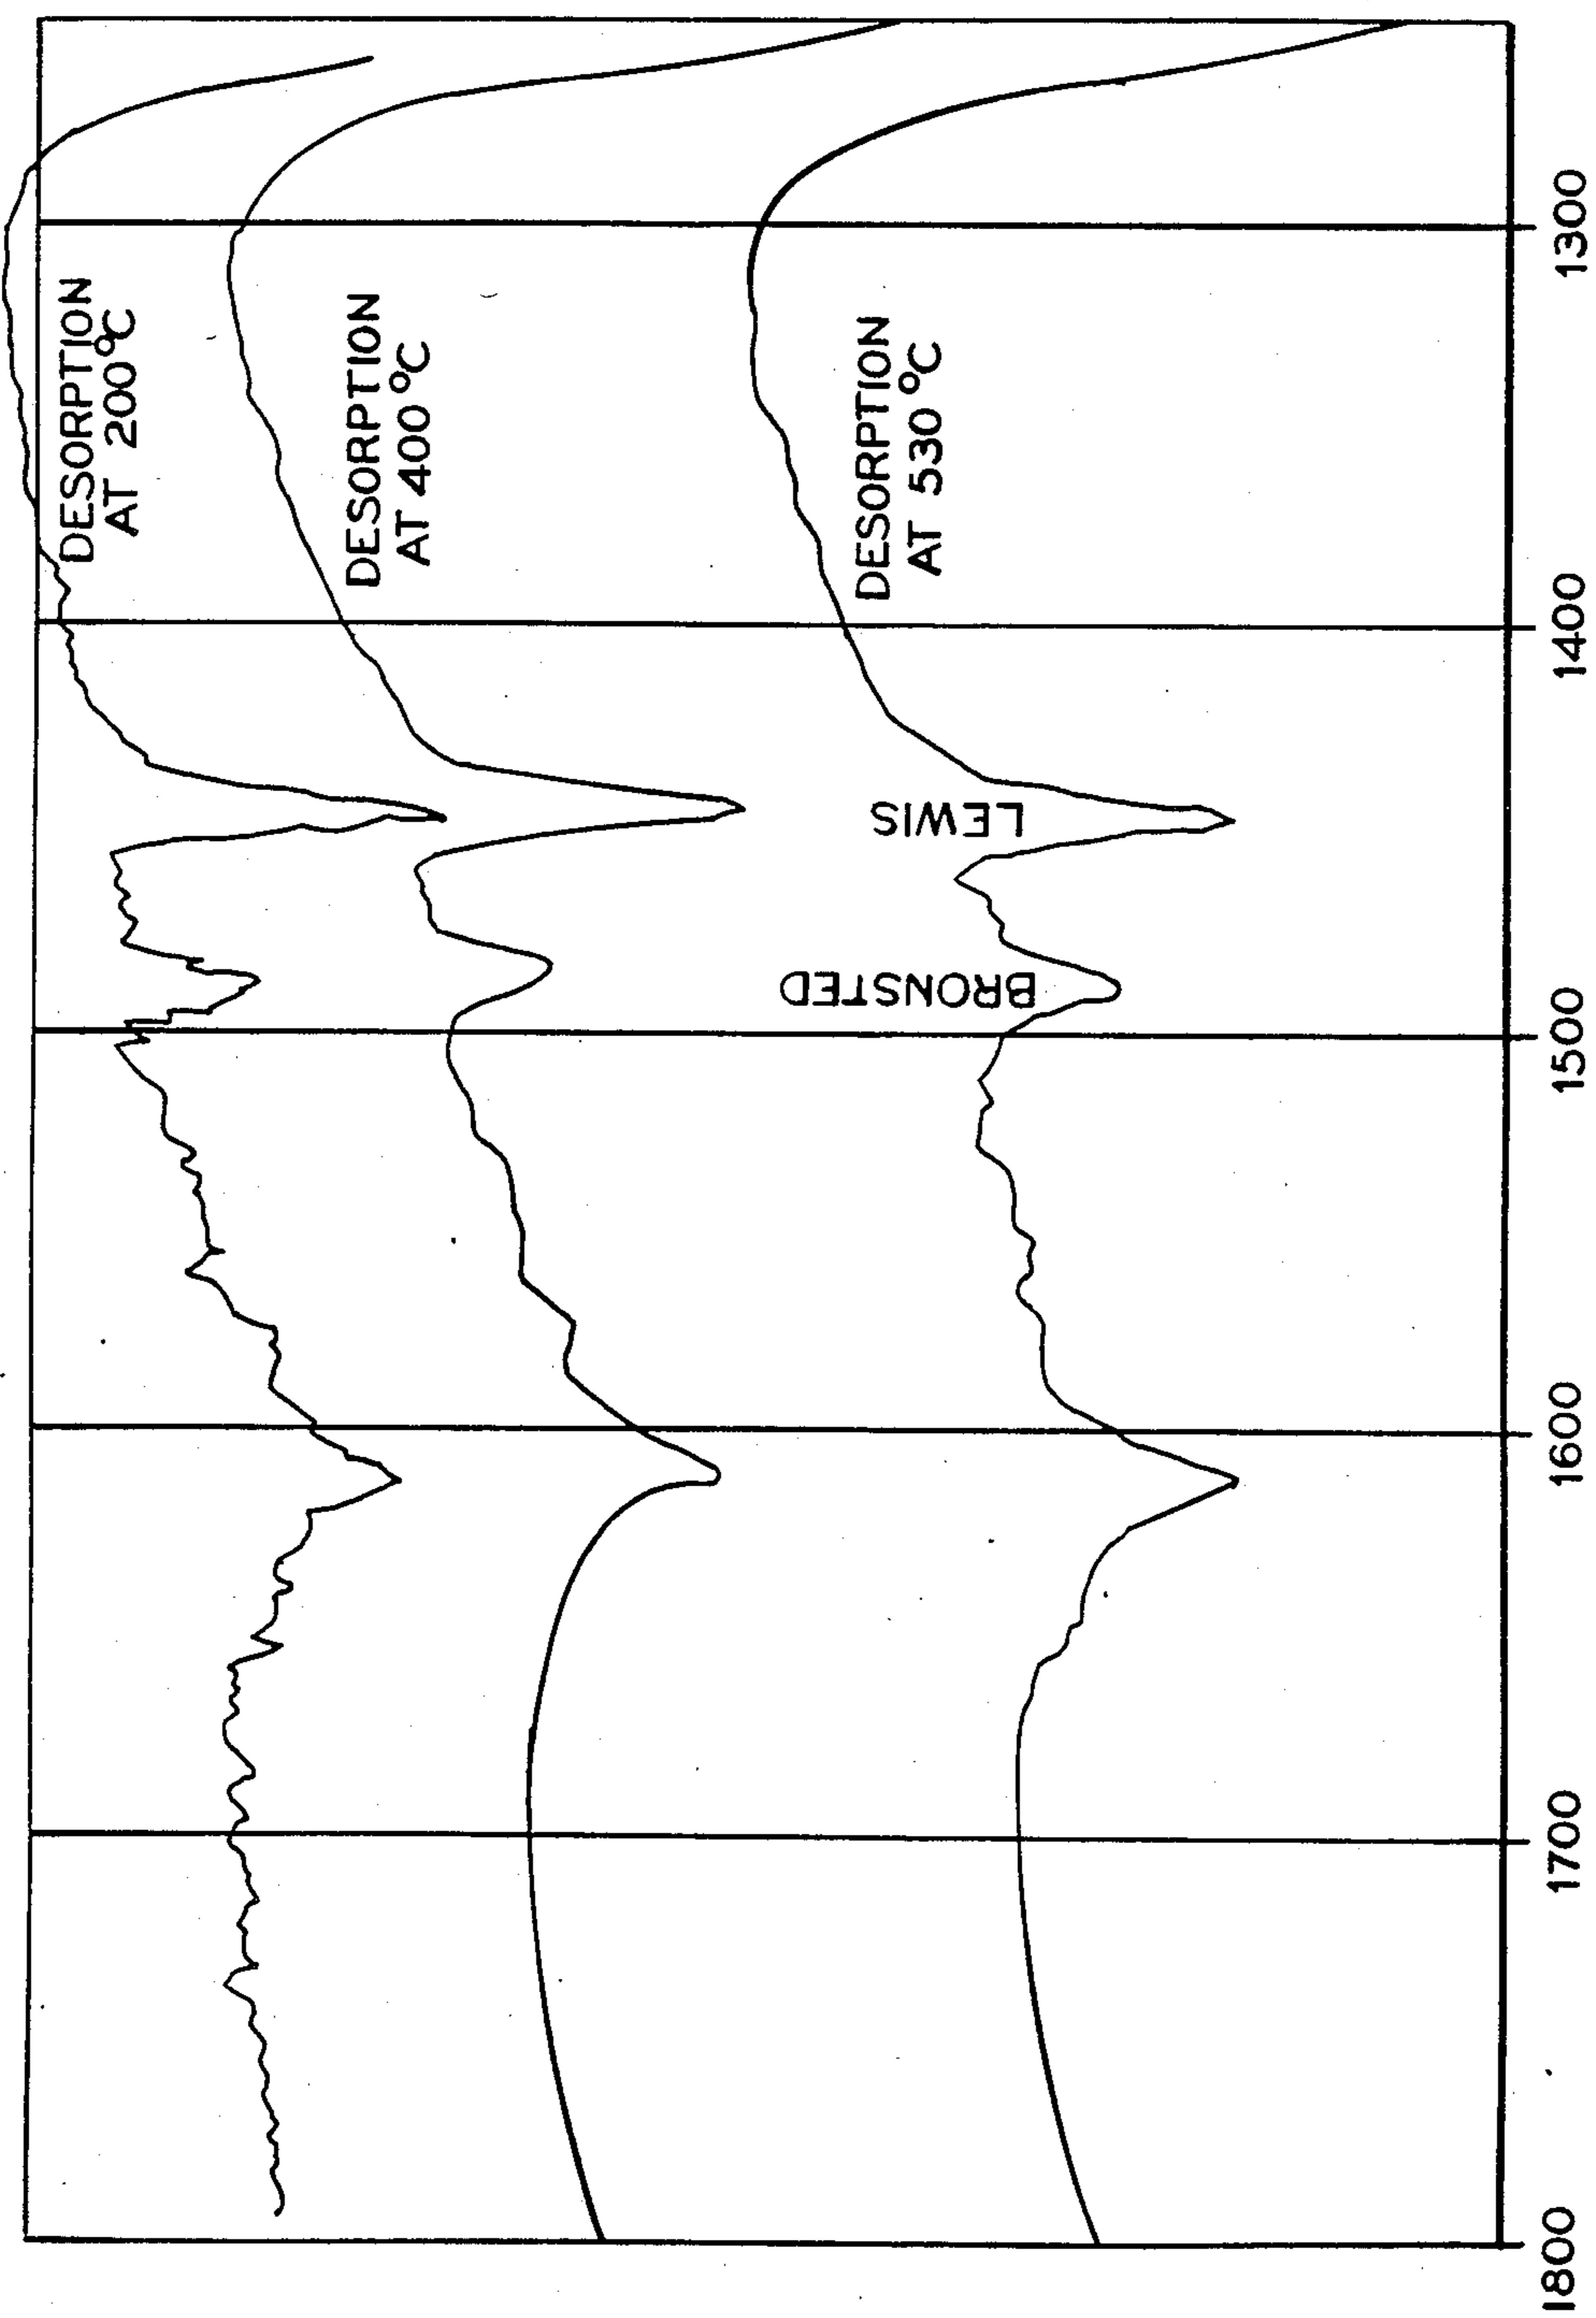 DESORPTION
AT 200°C
DESORPTION
AT 400°C
DESORPTION
AT 530°C
LEWIS
BRONSTED
1800
1700
1600
1500
1400
1300